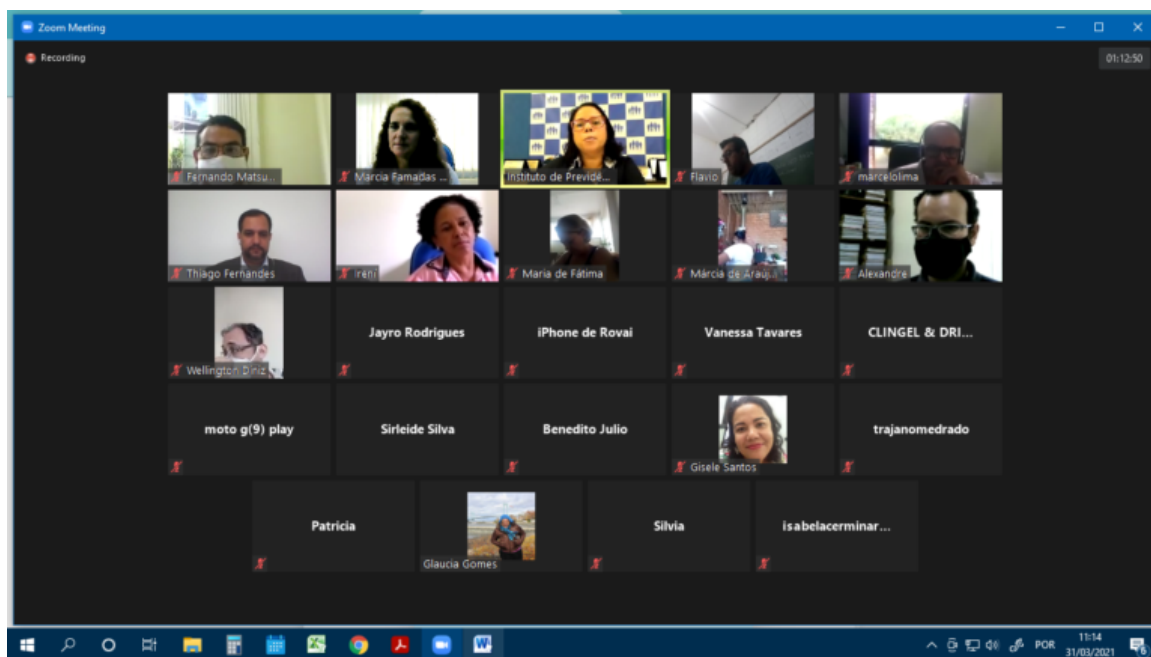 Zoom Meeting
Recording
01:12:50
Fernando Matsu...
Marcia Famadas ...
Instituto de Previdê...
Flavio
marcelolima
Thiago Fernandes
Ireni
Maria de Fátima
Márcia de Arauj...
Alexandre
Wellington Diniz
Jayro Rodrigues
iPhone de Rovai
Vanessa Tavares
CLINGEL & DRI...
moto g(9) play
Sirleide Silva
Benedito Julio
Gisele Santos
trajanomedrado
Patricia
Glaucia Gomes
Silvia
isabelacerminar...
POR
11:14
31/03/2021
6